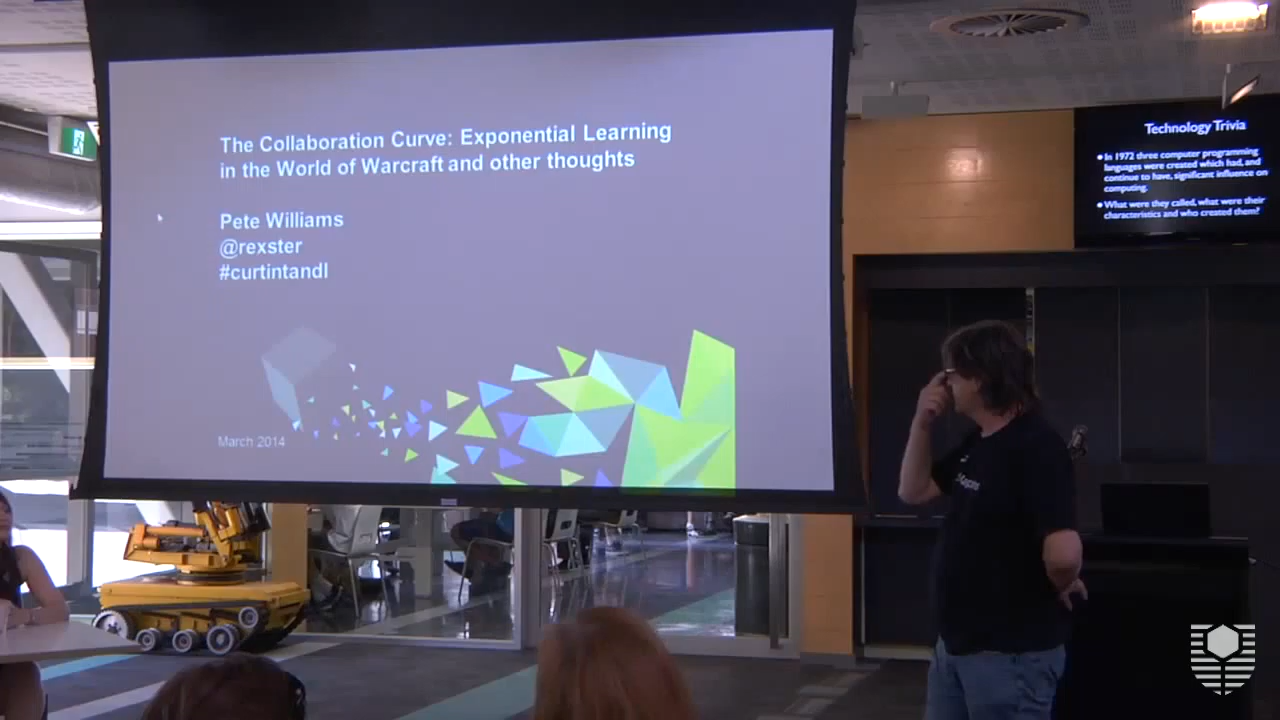 The Collaboration Curve: Exponential Learning
in the World of Warcraft and other thoughts
Pete Williams
@rexster
#curtintandl
March 2014
Technology Trivia
• In 1972 three computer programming
languages were created which had, and
continue to have, significant influence on
computing.
• What were they called, what were their
characteristics and who created them?